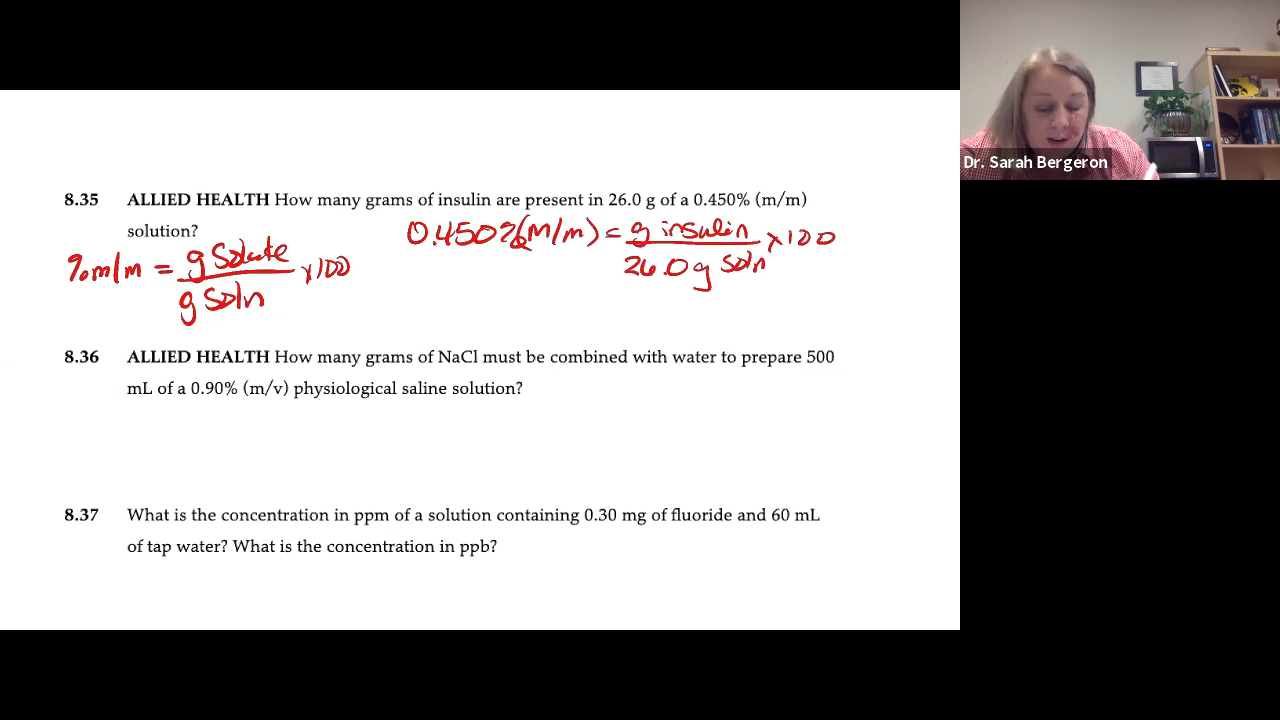 8.35 ALLIED HEALTH How many grams of insulin are present in 26.0 g of a 0.450% (m/m)
solution?
0.450% (m/m) = g insulin / 26.0 g soln x 100
% m/m = g solute / g soln x 100
8.36 ALLIED HEALTH How many grams of NaCl must be combined with water to prepare 500
mL of a 0.90% (m/v) physiological saline solution?
8.37 What is the concentration in ppm of a solution containing 0.30 mg of fluoride and 60 mL
of tap water? What is the concentration in ppb?
Dr. Sarah Bergeron